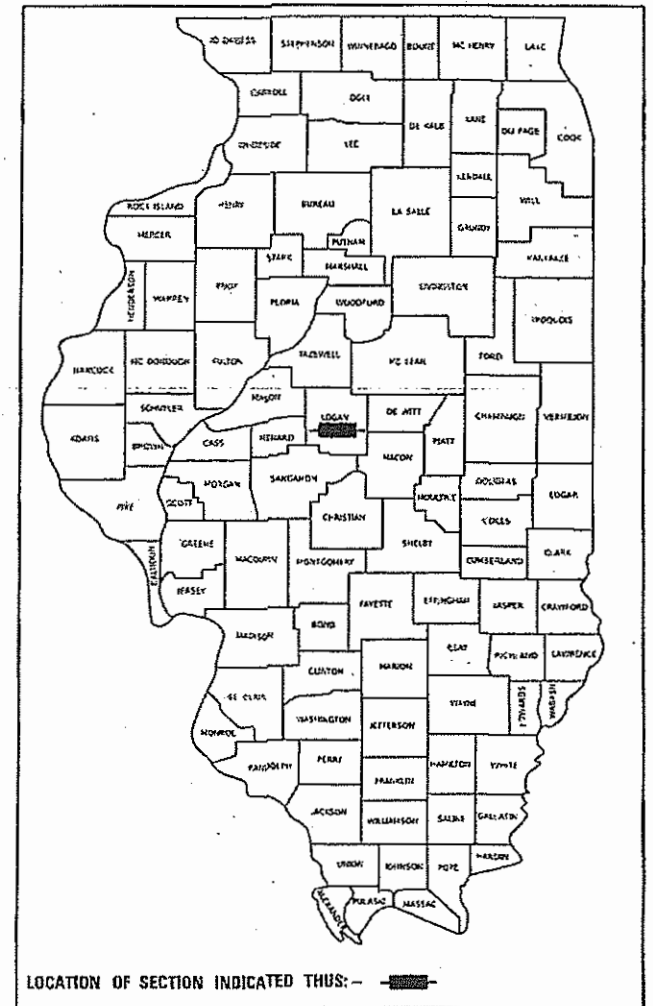 JO DAVIESS STEPHENSON WINNEBAGO BOONE MC HENRY LAKE
CARROLL OGLE DE KALB KANE DU PAGE COOK
WHITESIDE LEE KENDALL WILL
ROCK ISLAND HENRY BUREAU LA SALLE GRUNDY
MERCER PUTNAM KANKAKEE
STARK MARSHALL
HENDERSON WARREN KNOX PEORIA WOODFORD LIVINGSTON IROQUOIS
HANCOCK MC DONOUGH FULTON TAZEWELL MC LEAN FORD
SCHUYLER MASON LOGAN DE WITT CHAMPAIGN VERMILION
ADAMS BROWN CASS MENARD MACON PIATT
PIKE SCOTT MORGAN SANGAMON MOULTRIE DOUGLAS EDGAR
CHRISTIAN COLES
CALHOUN GREENE MACOUPIN MONTGOMERY SHELBY CUMBERLAND CLARK
JERSEY FAYETTE EFFINGHAM JASPER CRAWFORD
MADISON BOND CLAY RICHLAND LAWRENCE
CLINTON MARION
ST CLAIR WASHINGTON JEFFERSON WAYNE EDWARDS WABASH
MONROE
RANDOLPH PERRY FRANKLIN HAMILTON WHITE
JACKSON WILLIAMSON SALINE GALLATIN
UNION JOHNSON POPE HARDIN
ALEXANDER PULASKI MASSAC
LOCATION OF SECTION INDICATED THUS:-